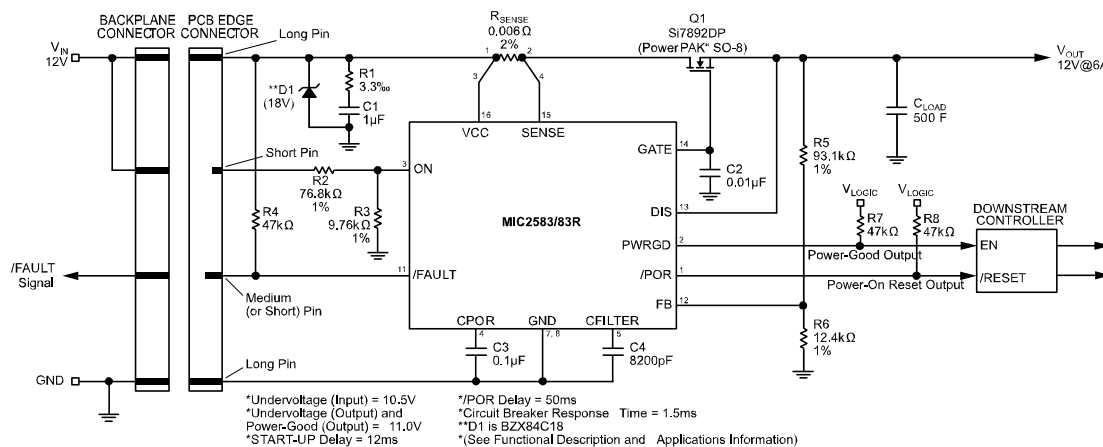 BACKPLANE CONNECTOR
PCB EDGE CONNECTOR
Long Pin
VIN
12V
**D1
(18V)
R1
3.3‰
C1
1µF
RSENSE
0.006Ω
2%
1
2
3
4
16
15
VCC
SENSE
Q1
Si7892DP
(PowerPAK® SO-8)
VOUT
12V@6A
CLOAD
500 F
Short Pin
R2
76.8kΩ
1%
3
ON
R3
9.76kΩ
1%
R4
47kΩ
MIC2583/83R
GATE
14
C2
0.01µF
DIS
13
R5
93.1kΩ
1%
VLOGIC
VLOGIC
R7
47kΩ
R8
47kΩ
DOWNSTREAM
CONTROLLER
PWRGD
2
Power-Good Output
EN
/FAULT
Signal
11
/FAULT
/POR
1
Power-On Reset Output
/RESET
Medium
(or Short) Pin
FB
12
R6
12.4kΩ
1%
CPOR
GND
CFILTER
4
7, 8
5
C3
0.1µF
C4
8200pF
Long Pin
GND
*Undervoltage (Input) = 10.5V
*Undervoltage (Output) and
Power-Good (Output) = 11.0V
*START-UP Delay = 12ms
*/POR Delay = 50ms
*Circuit Breaker Response Time = 1.5ms
**D1 is BZX84C18
*(See Functional Description and Applications Information)